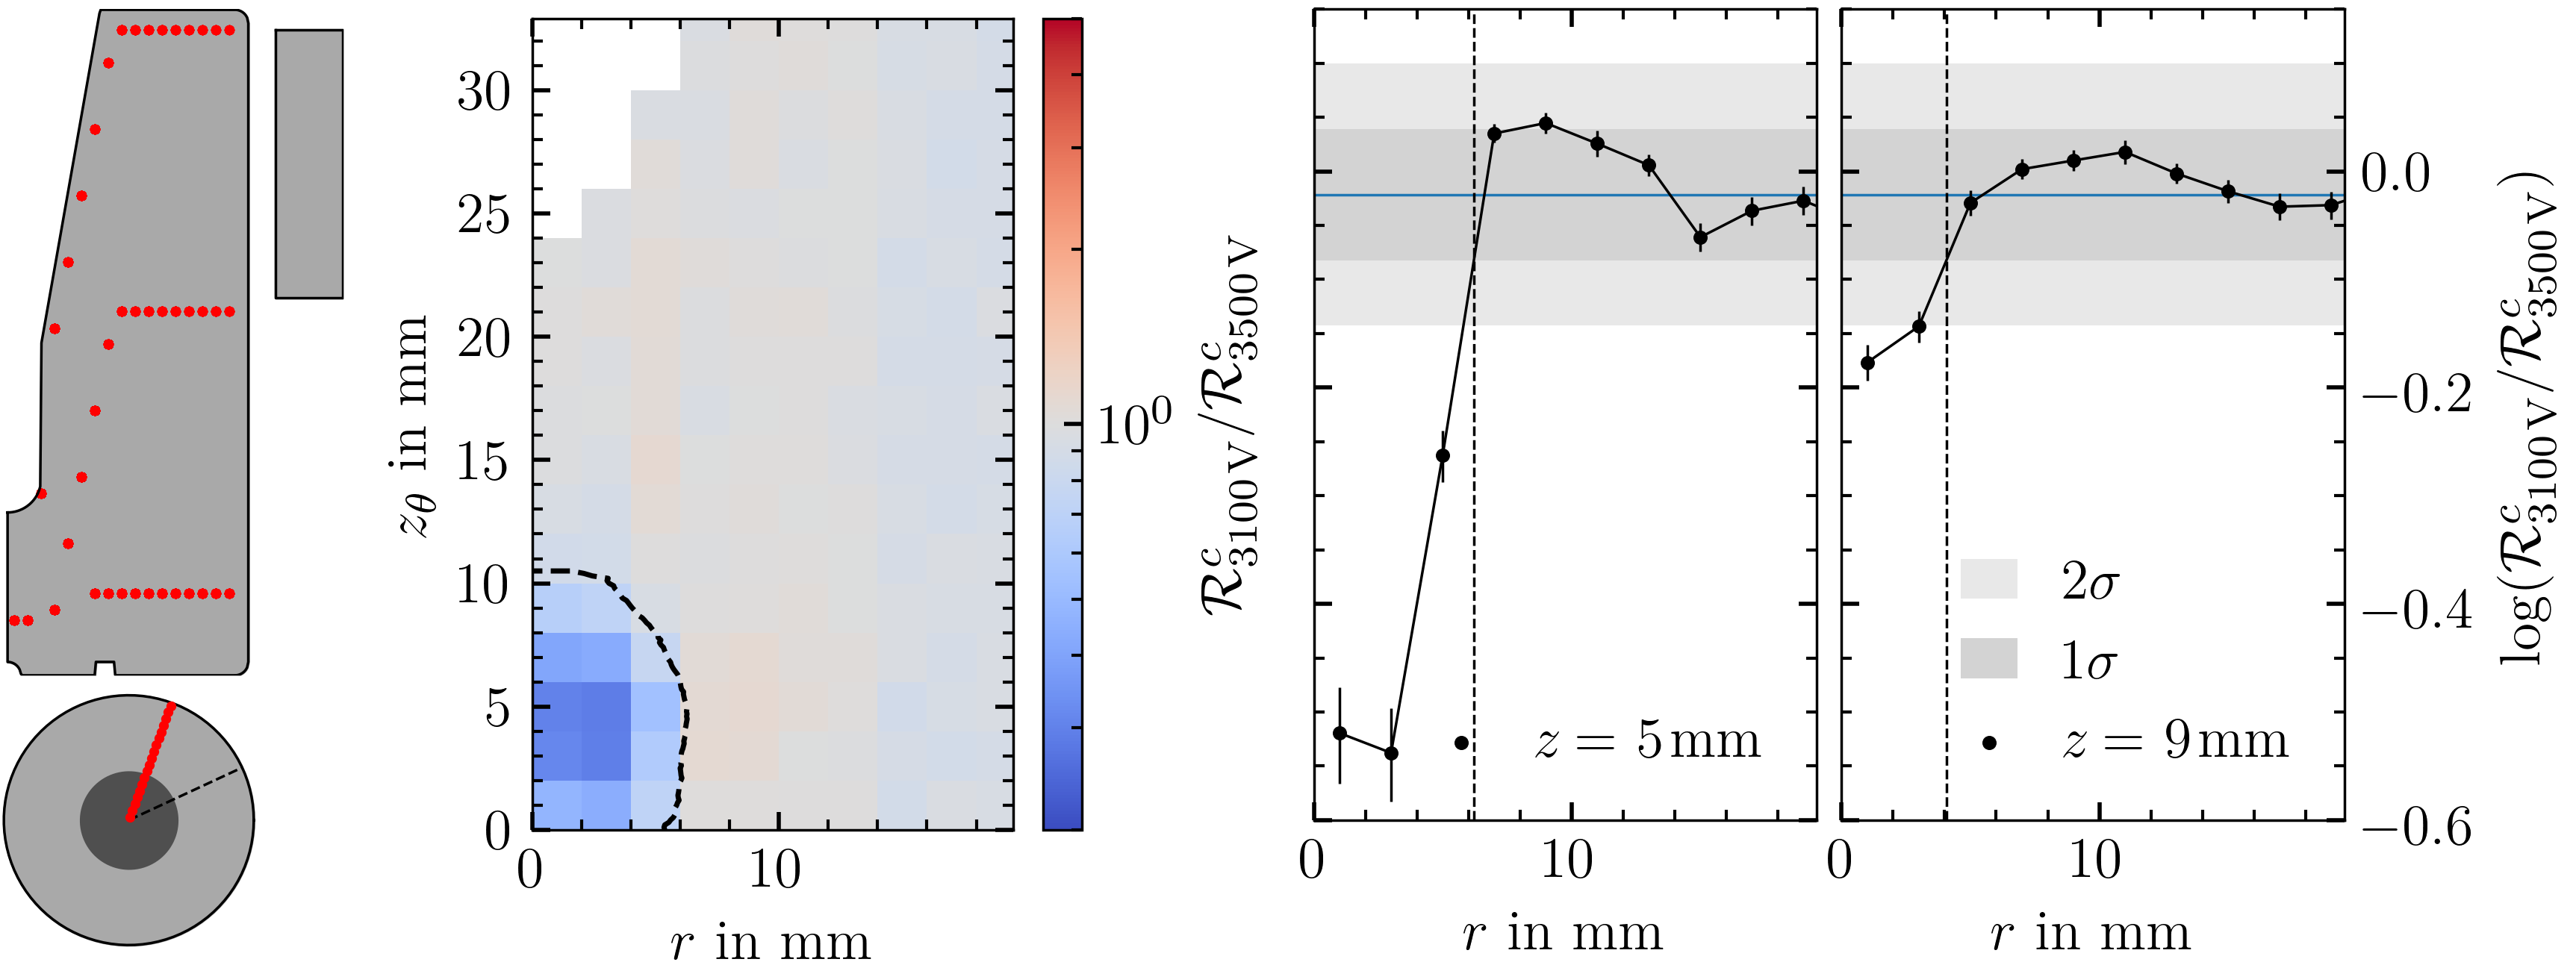 30
25
20
15
10
5
0
z_θ in mm
0 10
r in mm
10^0
ℛ^c_{3100 V}/ℛ^c_{3500 V}
0 10
r in mm
z = 5 mm
0 10
r in mm
2σ
1σ
z = 9 mm
0.0
−0.2
−0.4
−0.6
log(ℛ^c_{3100 V}/ℛ^c_{3500 V})